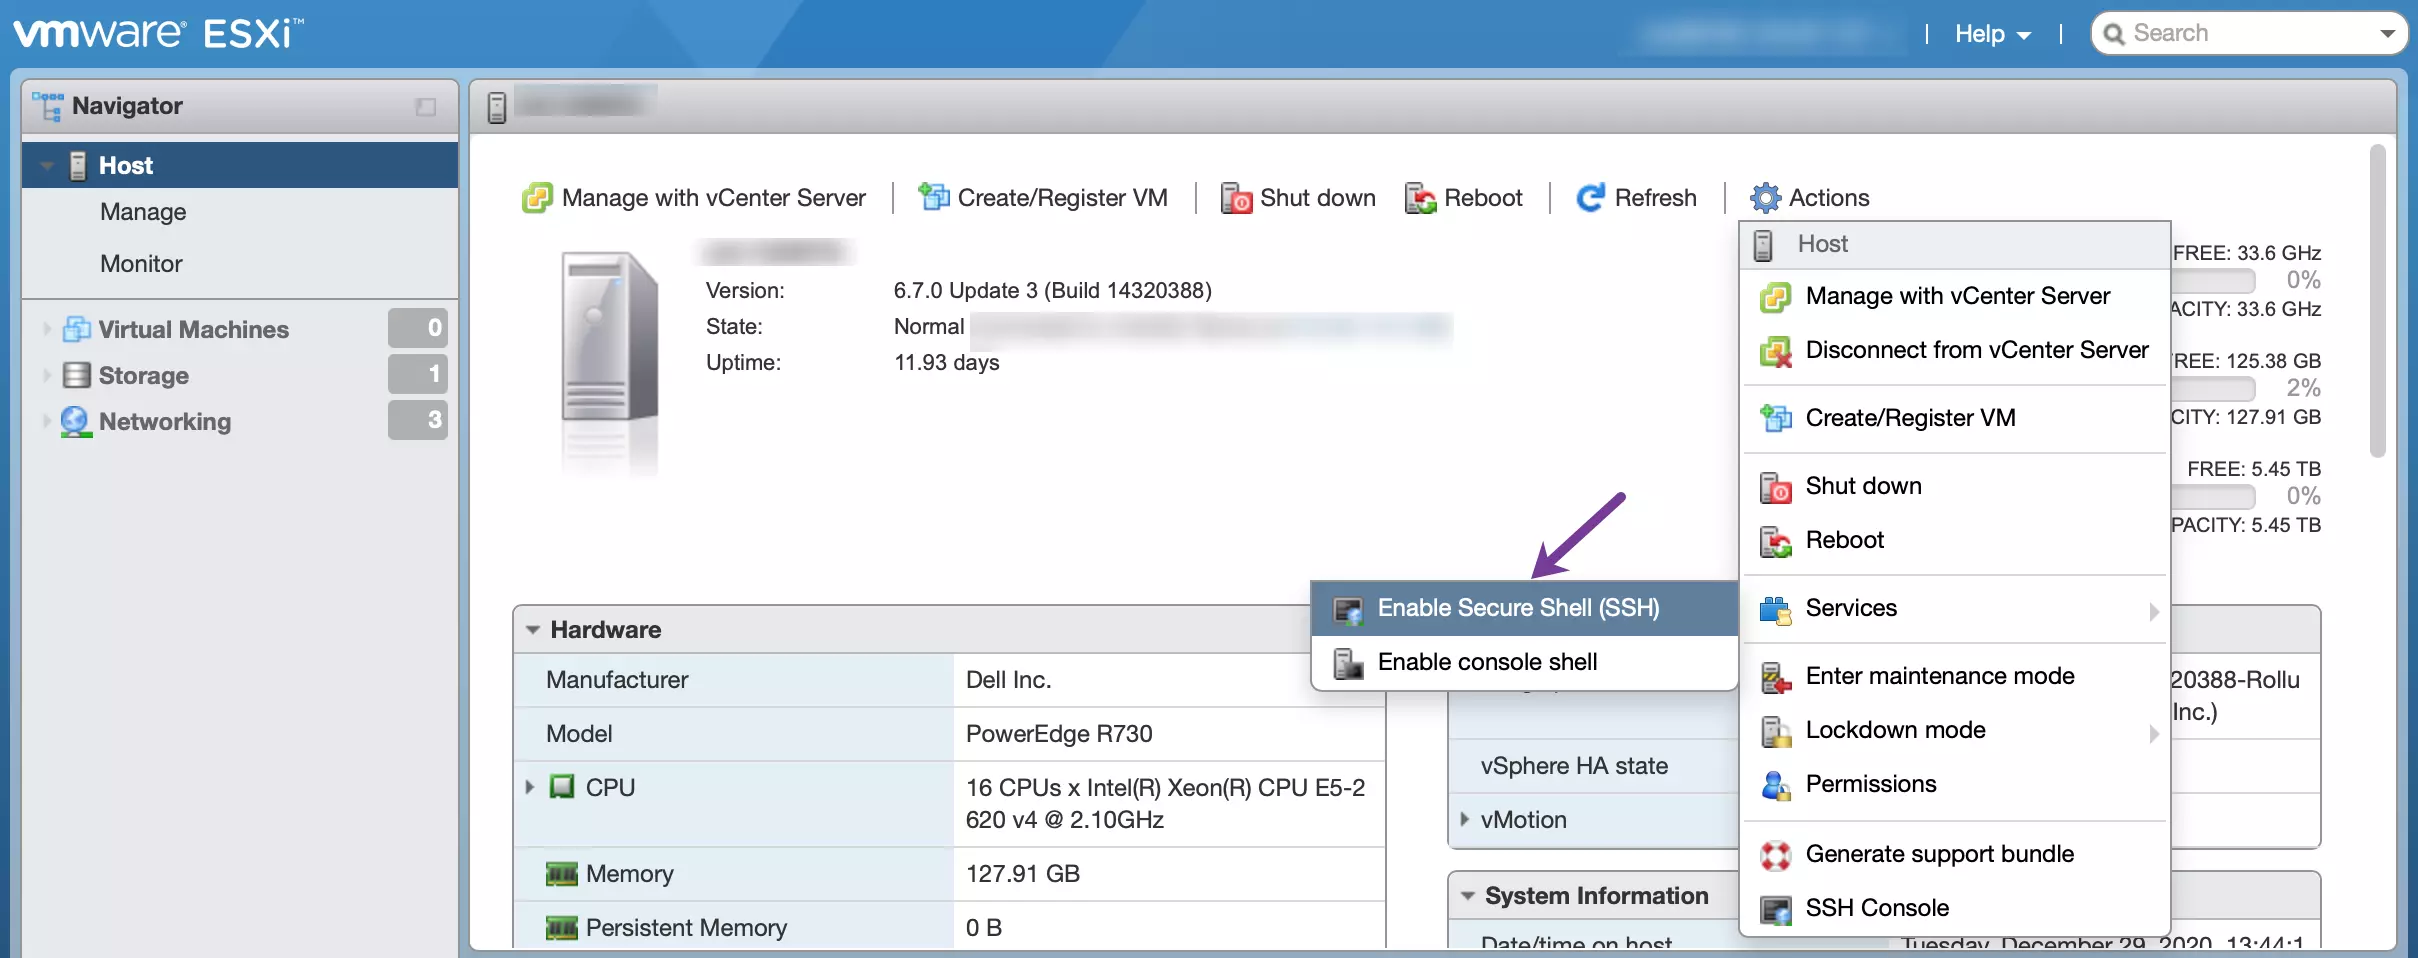 vmware® ESXi™
Help
Search
Navigator
Host
Manage
Monitor
Virtual Machines 0
Storage 1
Networking 3
Manage with vCenter Server
Create/Register VM
Shut down
Reboot
Refresh
Actions
Version: 6.7.0 Update 3 (Build 14320388)
State: Normal
Uptime: 11.93 days
FREE: 33.6 GHz
0%
ACITY: 33.6 GHz
REE: 125.38 GB
2%
CITY: 127.91 GB
FREE: 5.45 TB
0%
PACITY: 5.45 TB
Host
Manage with vCenter Server
Disconnect from vCenter Server
Create/Register VM
Shut down
Reboot
Services
Enter maintenance mode
Lockdown mode
Permissions
Generate support bundle
SSH Console
Enable Secure Shell (SSH)
Enable console shell
Hardware
Manufacturer Dell Inc.
Model PowerEdge R730
CPU 16 CPUs x Intel(R) Xeon(R) CPU E5-2
620 v4 @ 2.10GHz
Memory 127.91 GB
Persistent Memory 0 B
20388-Rollu
Inc.)
vSphere HA state
vMotion
System Information
Date/time on host Tuesday, December 29, 2020, 13:44:1